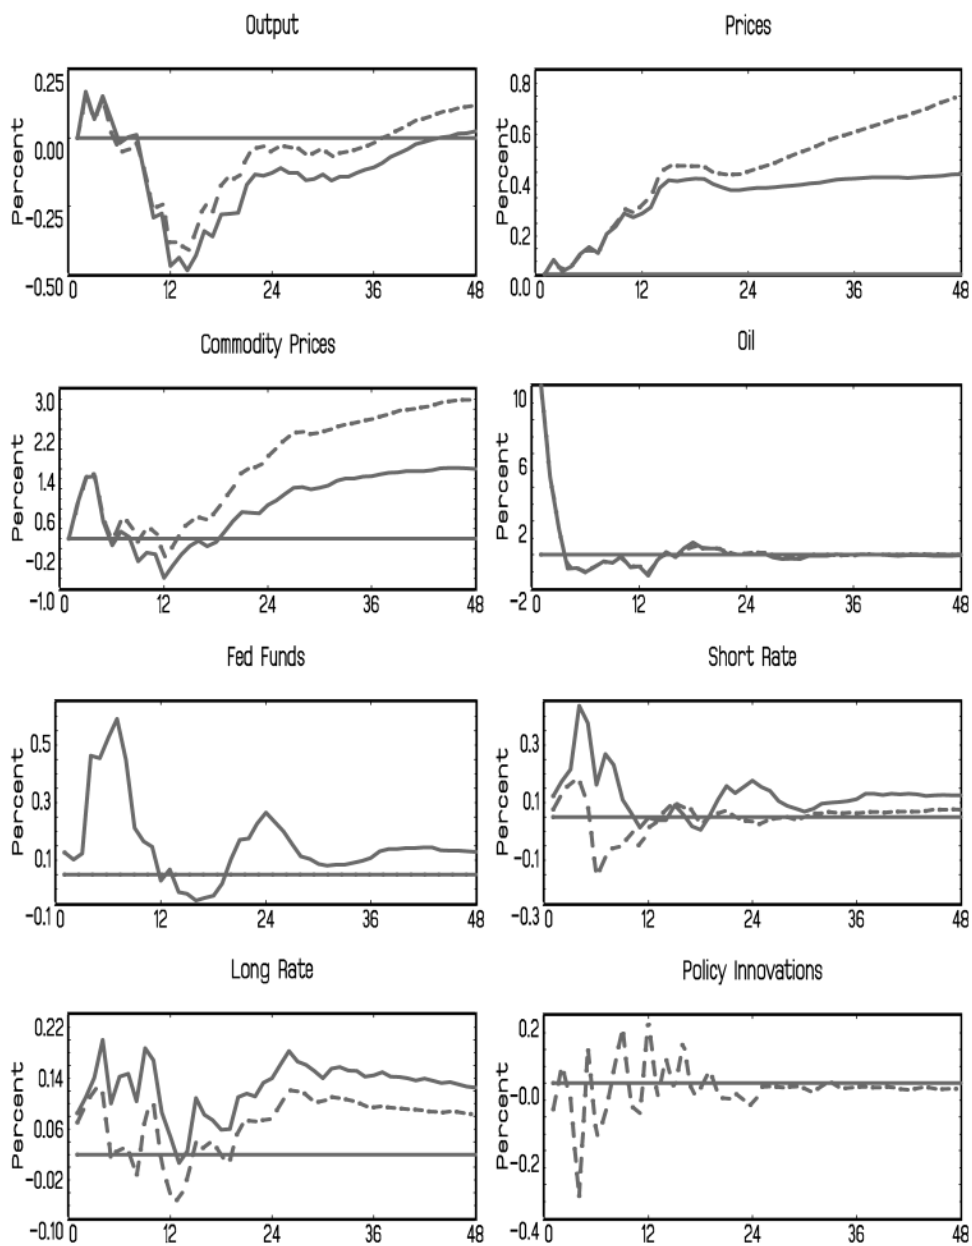 Output
Percent
0.25
0.00
−0.25
−0.50
0 12 24 36 48
Prices
Percent
0.8
0.6
0.4
0.2
0.0
0 12 24 36 48
Commodity Prices
Percent
3.0
2.2
1.4
0.6
−0.2
−1.0
0 12 24 36 48
Oil
Percent
10
6
2
−2
0 12 24 36 48
Fed Funds
Percent
0.5
0.3
0.1
−0.1
0 12 24 36 48
Short Rate
Percent
0.3
0.1
−0.1
−0.3
0 12 24 36 48
Long Rate
Percent
0.22
0.14
0.06
−0.02
−0.10
0 12 24 36 48
Policy Innovations
Percent
0.2
−0.0
−0.2
−0.4
0 12 24 36 48